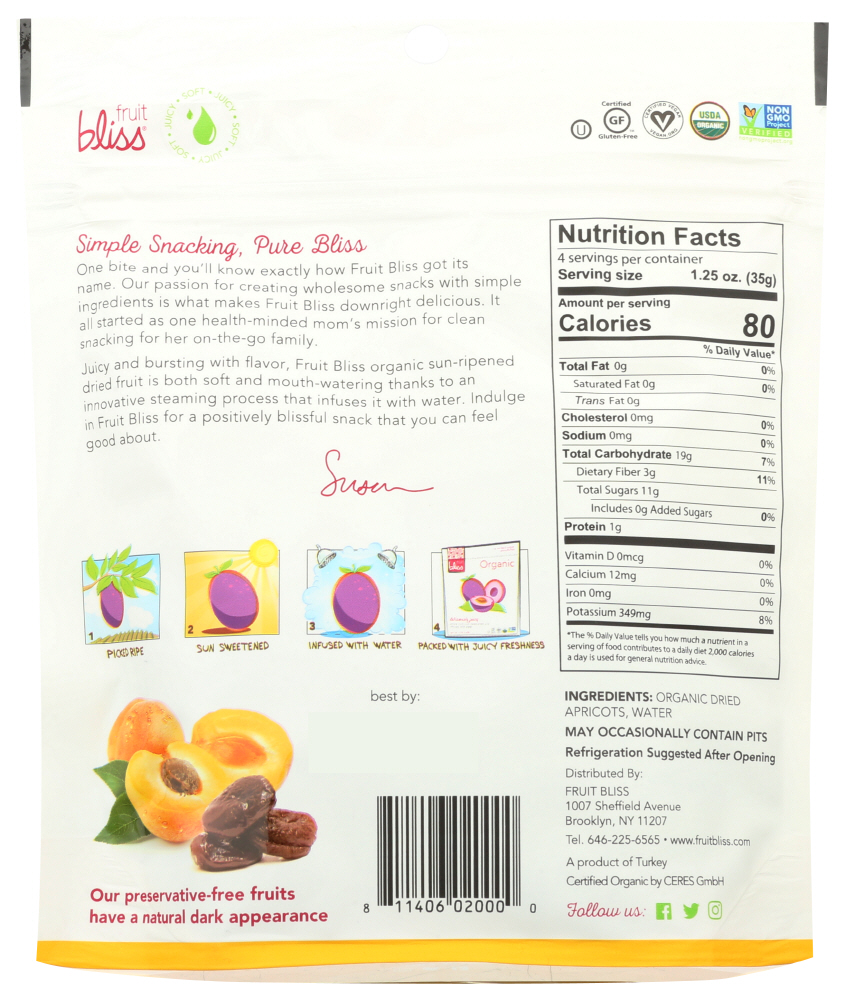 fruit
bliss®
SOFT • JUICY • SOFT • JUICY • SOFT • JUICY •
U
Certified
GF
Gluten-Free
CERTIFIED VEGAN
VEGAN.ORG
USDA
ORGANIC
NON
GMO
Project
VERIFIED
Simple Snacking, Pure Bliss
One bite and you'll know exactly how Fruit Bliss got its
name. Our passion for creating wholesome snacks with simple
ingredients is what makes Fruit Bliss downright delicious. It
all started as one health-minded mom's mission for clean
snacking for her on-the-go family.
Juicy and bursting with flavor, Fruit Bliss organic sun-ripened
dried fruit is both soft and mouth-watering thanks to an
innovative steaming process that infuses it with water. Indulge
in Fruit Bliss for a positively blissful snack that you can feel
good about.
Susan
1
PICKED RIPE
2
SUN SWEETENED
3
INFUSED WITH WATER
bliss
Organic
4
PACKED WITH JUICY FRESHNESS
best by:
Our preservative-free fruits
have a natural dark appearance
8 11406 02000 0
Nutrition Facts
4 servings per container
Serving size 1.25 oz. (35g)
Amount per serving
Calories 80
% Daily Value*
Total Fat 0g 0%
Saturated Fat 0g 0%
Trans Fat 0g
Cholesterol 0mg 0%
Sodium 0mg 0%
Total Carbohydrate 19g 7%
Dietary Fiber 3g 11%
Total Sugars 11g
Includes 0g Added Sugars 0%
Protein 1g
Vitamin D 0mcg 0%
Calcium 12mg 0%
Iron 0mg 0%
Potassium 349mg 8%
*The % Daily Value tells you how much a nutrient in a
serving of food contributes to a daily diet 2,000 calories
a day is used for general nutrition advice.
INGREDIENTS: ORGANIC DRIED
APRICOTS, WATER
MAY OCCASIONALLY CONTAIN PITS
Refrigeration Suggested After Opening
Distributed By:
FRUIT BLISS
1007 Sheffield Avenue
Brooklyn, NY 11207
Tel. 646-225-6565 • www.fruitbliss.com
A product of Turkey
Certified Organic by CERES GmbH
Follow us: